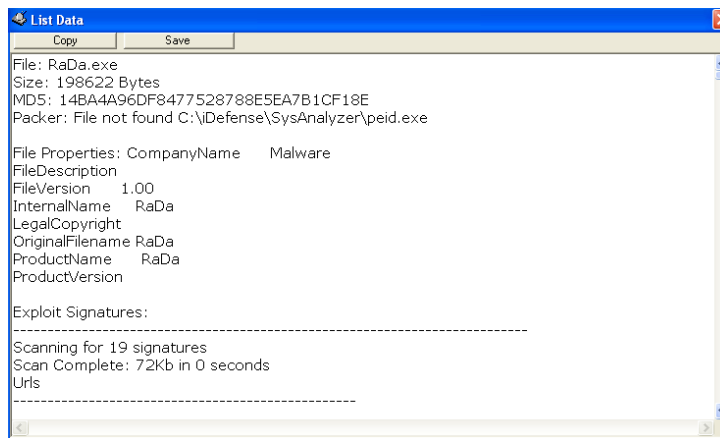 List Data
Copy Save
File: RaDa.exe
Size: 198622 Bytes
MD5: 14BA4A96DF8477528788E5EA7B1CF18E
Packer: File not found C:\iDefense\SysAnalyzer\peid.exe
File Properties: CompanyName Malware
FileDescription
FileVersion 1.00
InternalName RaDa
LegalCopyright
OriginalFilename RaDa
ProductName RaDa
ProductVersion
Exploit Signatures:
---------------------------------------------------------------------------
Scanning for 19 signatures
Scan Complete: 72Kb in 0 seconds
Urls
--------------------------------------------------